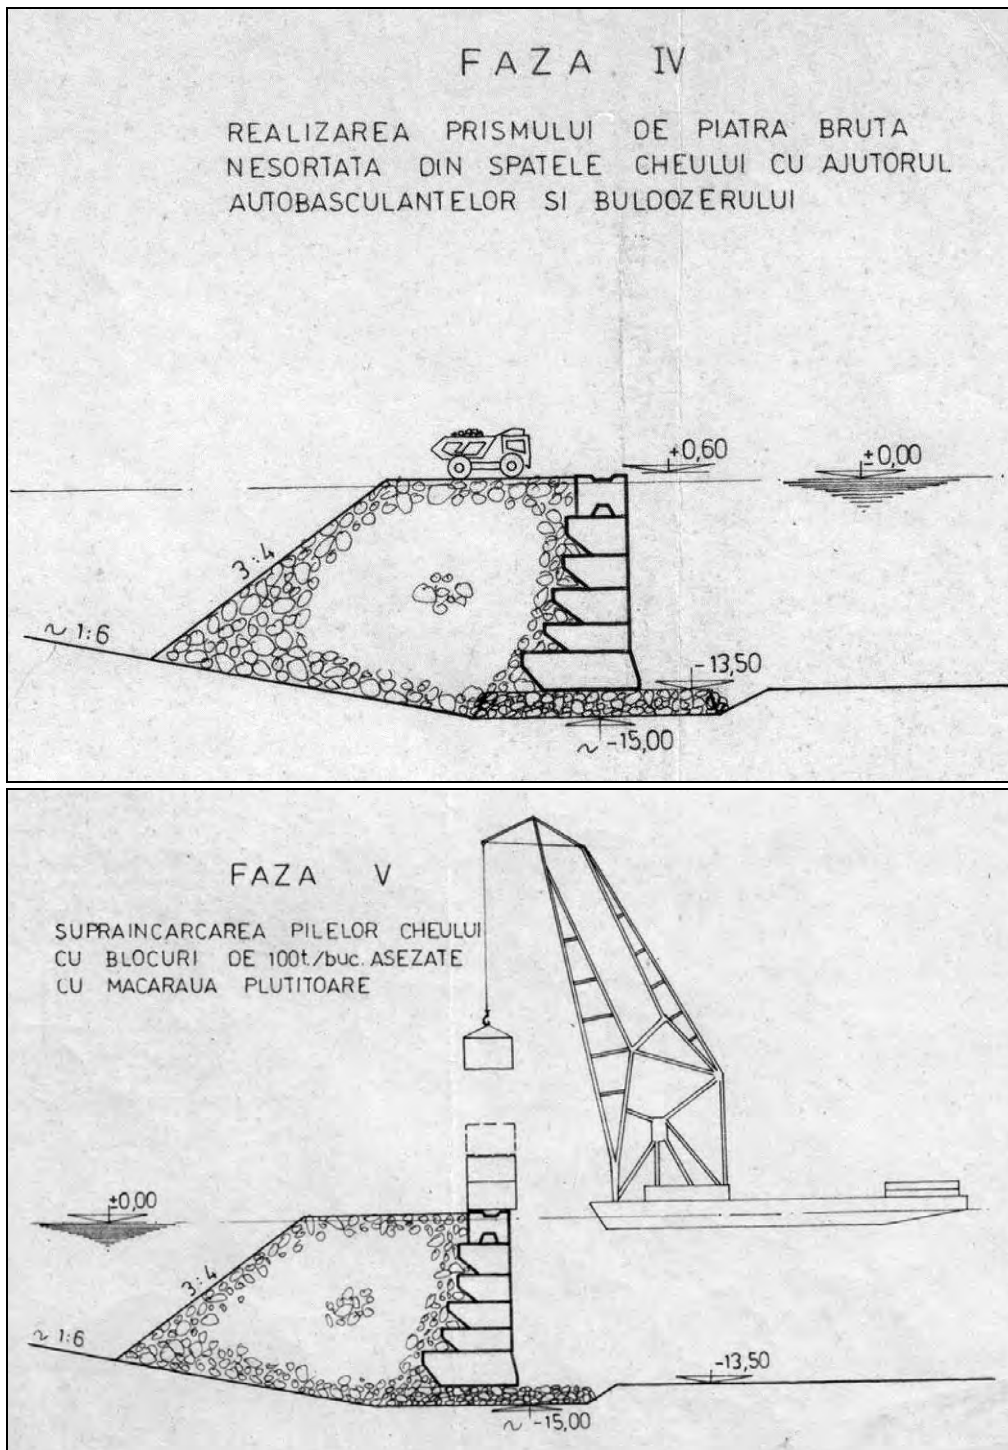 FAZA IV
REALIZAREA PRISMULUI DE PIATRA BRUTA
NESORTATA DIN SPATELE CHEULUI CU AJUTORUL
AUTOBASCULANTELOR SI BULDOZERULUI
+0,60
±0,00
3:4
~ 1:6
-13,50
~ -15,00
FAZA V
SUPRAINCARCAREA PILELOR CHEULUI
CU BLOCURI DE 100t./buc. ASEZATE
CU MACARAUA PLUTITOARE
±0,00
3:4
~ 1:6
-13,50
~ -15,00